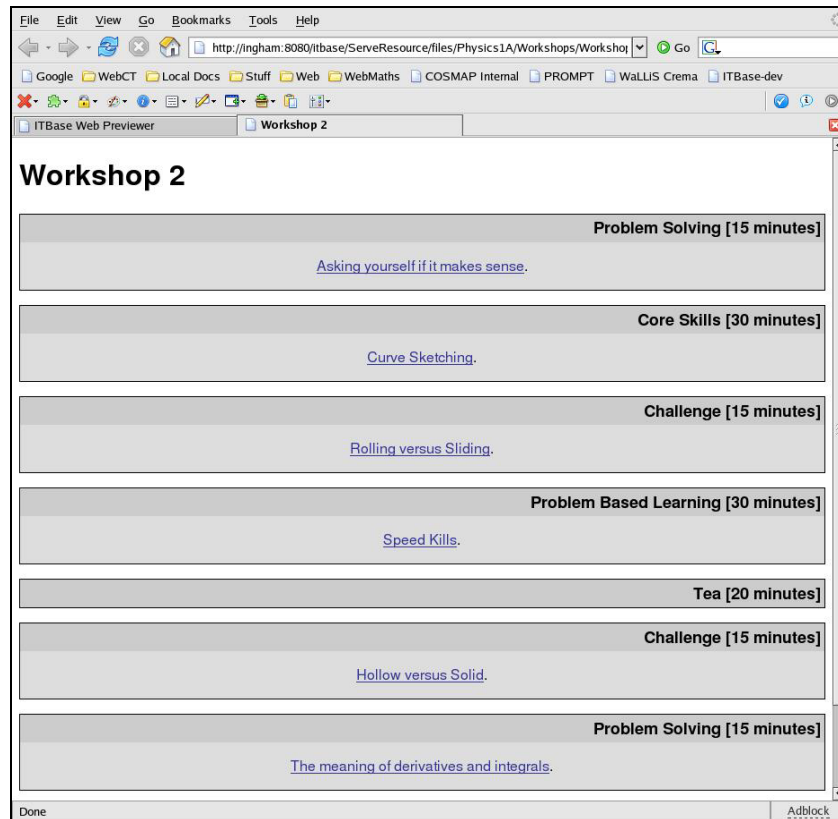 File Edit View Go Bookmarks Tools Help
http://ingham:8080/itbase/ServeResource/files/Physics1A/Workshops/Workshop Go G
Google WebCT Local Docs Stuff Web WebMaths COSMAP Internal PROMPT WaLLiS Crema ITBase-dev
ITBase Web Previewer Workshop 2
Workshop 2
Problem Solving [15 minutes]
Asking yourself if it makes sense.
Core Skills [30 minutes]
Curve Sketching.
Challenge [15 minutes]
Rolling versus Sliding.
Problem Based Learning [30 minutes]
Speed Kills.
Tea [20 minutes]
Challenge [15 minutes]
Hollow versus Solid.
Problem Solving [15 minutes]
The meaning of derivatives and integrals.
Done Adblock